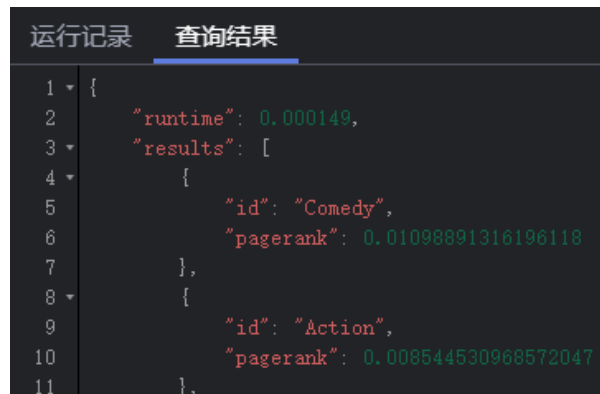 运行记录 查询结果
1 {
2 "runtime": 0.000149,
3 "results": [
4 {
5 "id": "Comedy",
6 "pagerank": 0.01098891316196118
7 },
8 {
9 "id": "Action",
10 "pagerank": 0.008544530968572047
11 },